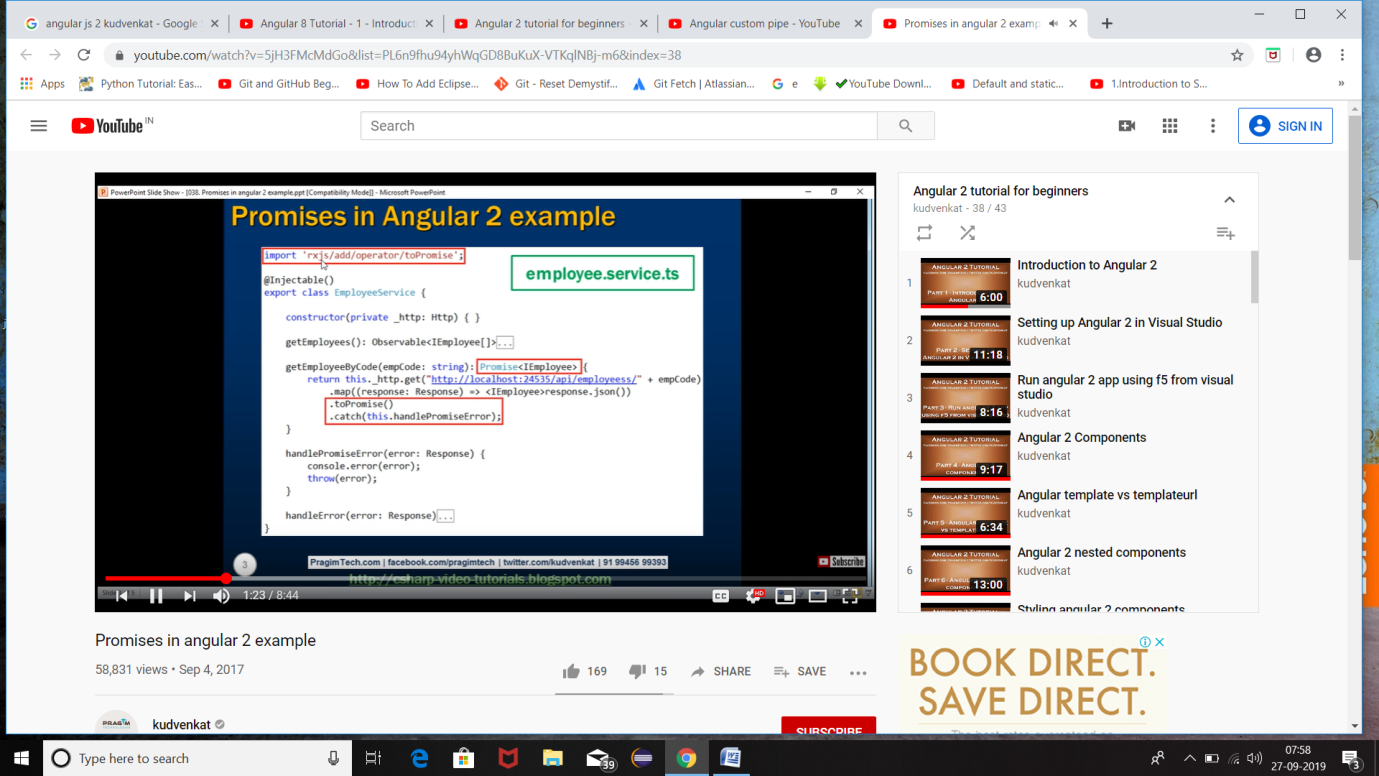 angular js 2 kudvenkat - Google
Angular 8 Tutorial - 1 - Introduct
Angular 2 tutorial for beginners
Angular custom pipe - YouTube
Promises in angular 2 examp
youtube.com/watch?v=5jH3FMcMdGo&list=PL6n9fhu94yhWqGD8BuKuX-VTKqlNBj-m6&index=38
Apps
Python Tutorial: Eas...
Git and GitHub Beg...
How To Add Eclipse...
Git - Reset Demystif...
Git Fetch | Atlassian...
e
✔YouTube Downl...
Default and static...
1.Introduction to S...
»
YouTube IN
Search
SIGN IN
PowerPoint Slide Show - [038. Promises in angular 2 example.ppt [Compatibility Mode]] - Microsoft PowerPoint
Promises in Angular 2 example
import 'rxjs/add/operator/toPromise';
employee.service.ts
@Injectable()
export class EmployeeService {
constructor(private _http: Http) { }
getEmployees(): Observable<IEmployee[]>...
getEmployeeByCode(empCode: string): Promise<IEmployee> {
return this._http.get("http://localhost:24535/api/employeess/" + empCode)
.map((response: Response) => <IEmployee>response.json())
.toPromise()
.catch(this.handlePromiseError);
}
handlePromiseError(error: Response) {
console.error(error);
throw(error);
}
handleError(error: Response)...
}
3
PragimTech.com | facebook.com/pragimtech | twitter.com/kudvenkat | 91 99456 99393
Subscribe
http://csharp-video-tutorials.blogspot.com
1:23 / 8:44
CC
HD
Promises in angular 2 example
58,831 views • Sep 4, 2017
169
15
SHARE
SAVE
PRAGIM
kudvenkat
SUBSCRIBE
Angular 2 tutorial for beginners
kudvenkat - 38 / 43
1
6:00
Introduction to Angular 2
kudvenkat
2
11:18
Setting up Angular 2 in Visual Studio
kudvenkat
3
8:16
Run angular 2 app using f5 from visual
studio
kudvenkat
4
9:17
Angular 2 Components
kudvenkat
5
6:34
Angular template vs templateurl
kudvenkat
6
13:00
Angular 2 nested components
kudvenkat
Styling angular 2 components
BOOK DIRECT.
SAVE DIRECT.
Type here to search
39
07:58
27-09-2019
3